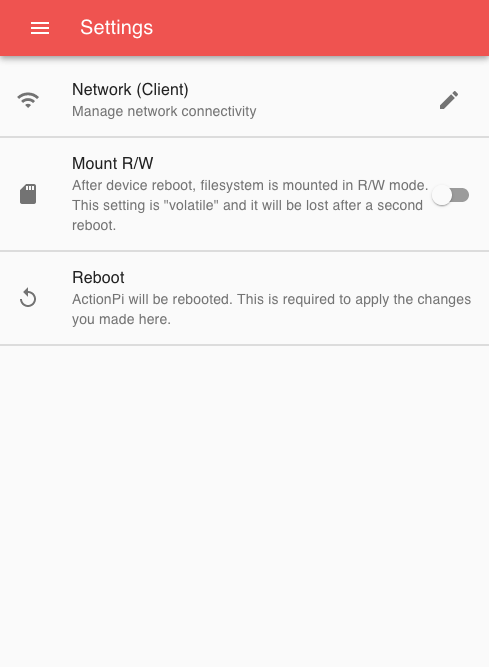 Settings
Network (Client)
Manage network connectivity
Mount R/W
After device reboot, filesystem is mounted in R/W mode.
This setting is "volatile" and it will be lost after a second
reboot.
Reboot
ActionPi will be rebooted. This is required to apply the changes
you made here.